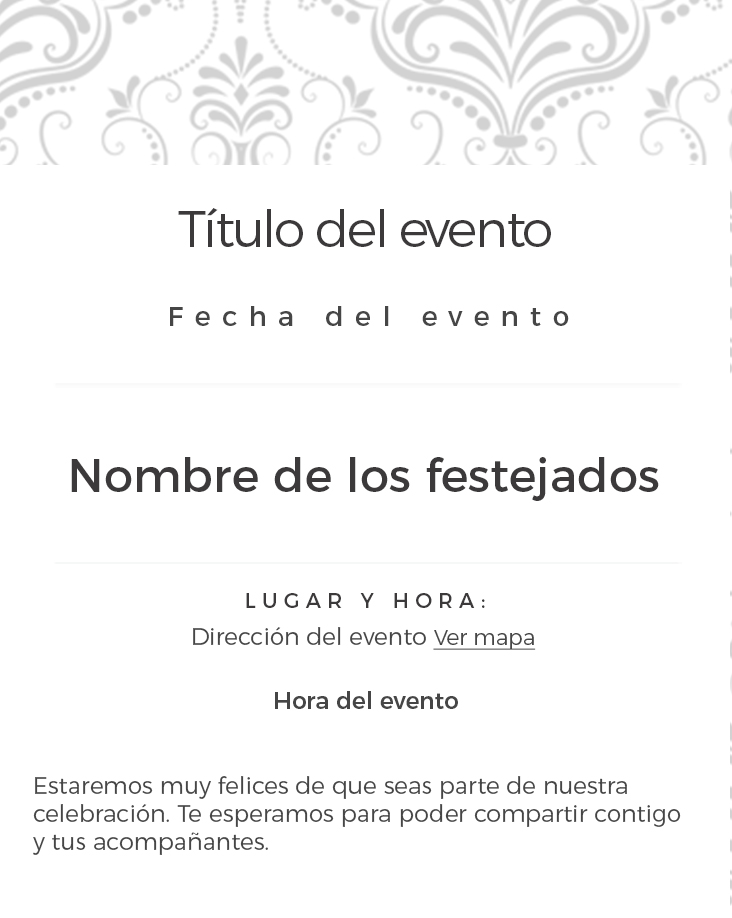 Título del evento
Fecha del evento
Nombre de los festejados
LUGAR Y HORA:
Dirección del evento Ver mapa
Hora del evento
Estaremos muy felices de que seas parte de nuestra
celebración. Te esperamos para poder compartir contigo
y tus acompañantes.